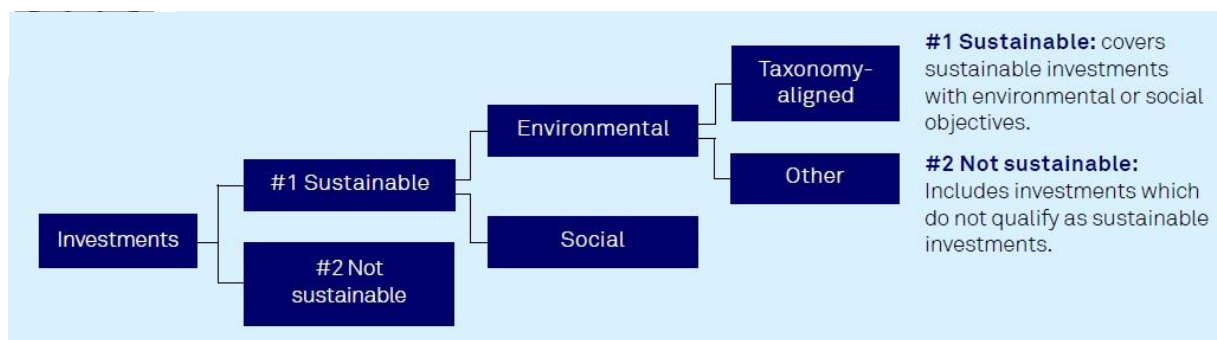 Investments
#1 Sustainable
#2 Not
sustainable
Environmental
Social
Taxonomy-
aligned
Other
#1 Sustainable: covers
sustainable investments
with environmental or social
objectives.
#2 Not sustainable:
Includes investments which
do not qualify as sustainable
investments.